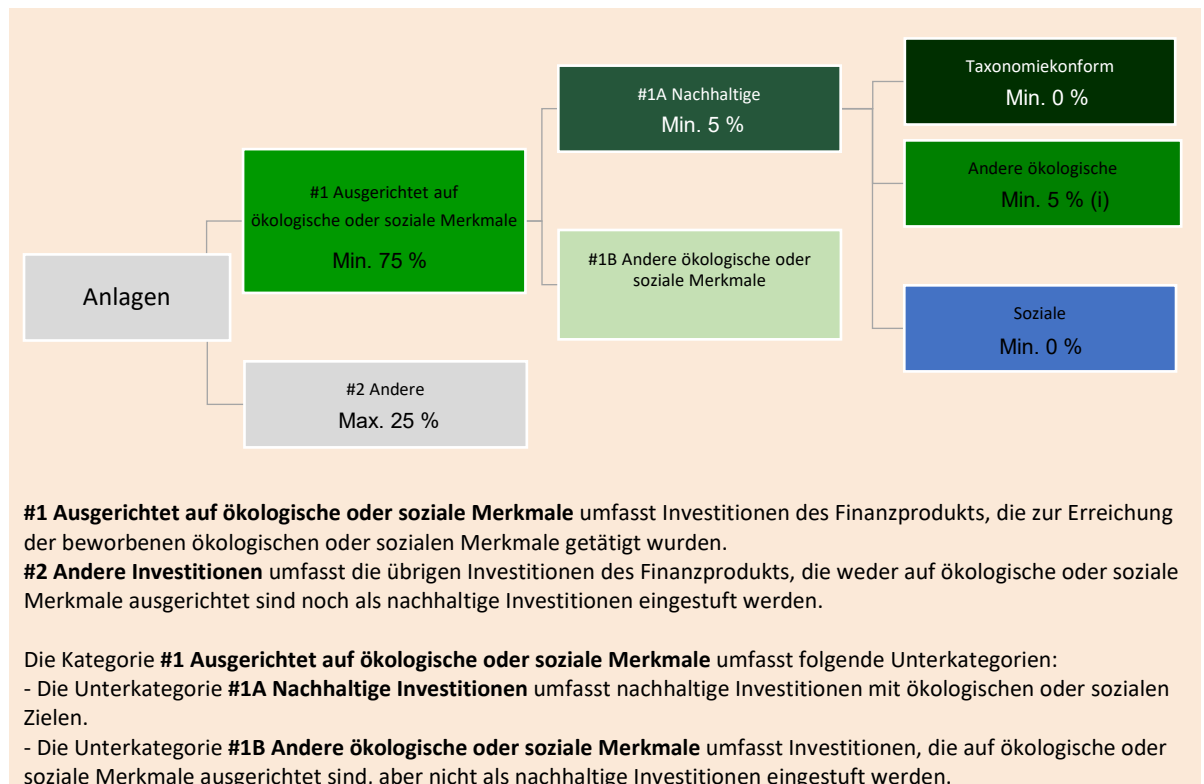 Taxonomiekonform
Min. 0 %
#1A Nachhaltige
Min. 5 %
Andere ökologische
Min. 5 % (i)
#1 Ausgerichtet auf
ökologische oder soziale Merkmale
Min. 75 %
#1B Andere ökologische oder
soziale Merkmale
Anlagen
Soziale
Min. 0 %
#2 Andere
Max. 25 %
#1 Ausgerichtet auf ökologische oder soziale Merkmale umfasst Investitionen des Finanzprodukts, die zur Erreichung
der beworbenen ökologischen oder sozialen Merkmale getätigt wurden.
#2 Andere Investitionen umfasst die übrigen Investitionen des Finanzprodukts, die weder auf ökologische oder soziale
Merkmale ausgerichtet sind noch als nachhaltige Investitionen eingestuft werden.
Die Kategorie #1 Ausgerichtet auf ökologische oder soziale Merkmale umfasst folgende Unterkategorien:
- Die Unterkategorie #1A Nachhaltige Investitionen umfasst nachhaltige Investitionen mit ökologischen oder sozialen
Zielen.
- Die Unterkategorie #1B Andere ökologische oder soziale Merkmale umfasst Investitionen, die auf ökologische oder
soziale Merkmale ausgerichtet sind, aber nicht als nachhaltige Investitionen eingestuft werden.